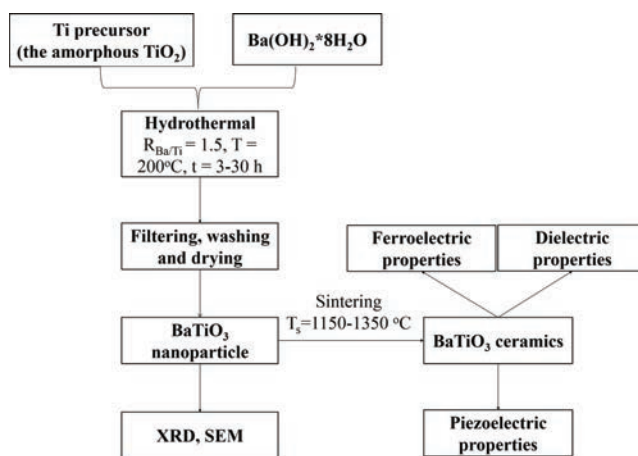 Ti precursor
(the amorphous TiO₂)
Ba(OH)₂*8H₂O
Hydrothermal
R_Ba/Ti = 1.5, T =
200°C, t = 3-30 h
Filtering, washing
and drying
Ferroelectric
properties
Dielectric
properties
Sintering
Tₛ=1150-1350 °C
BaTiO₃
nanoparticle
BaTiO₃ ceramics
XRD, SEM
Piezoelectric
properties